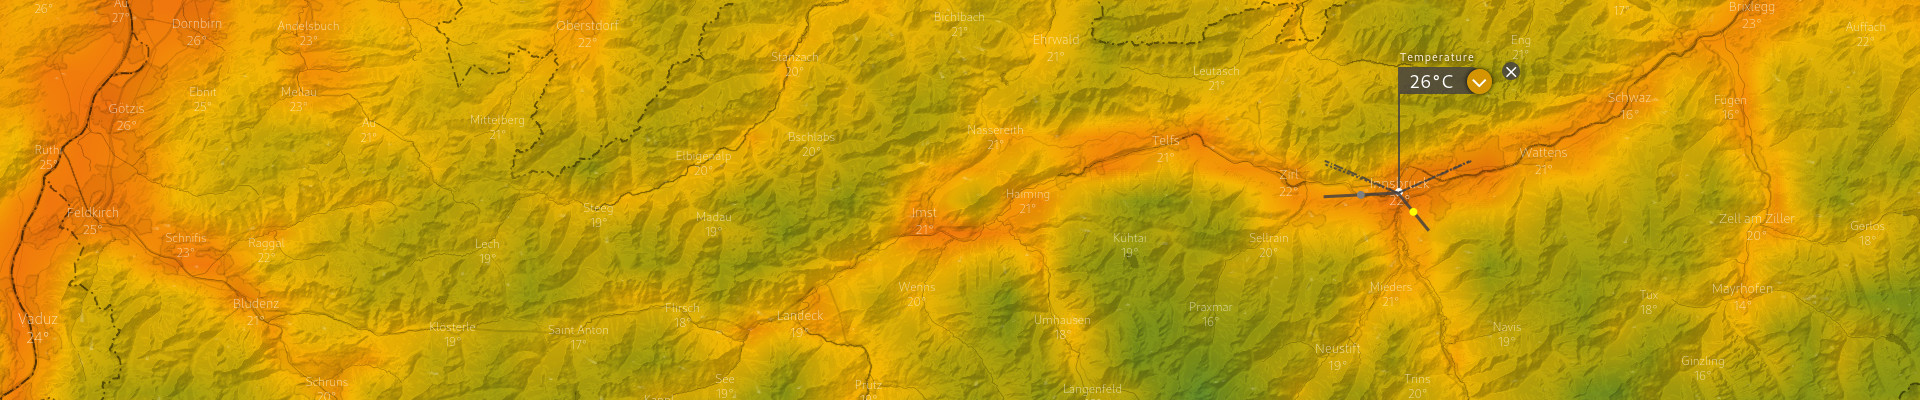 26°
Au
27°
Dornbirn
26°
Angelsbuch
23°
Oberstdorf
22°
Bichlbach
21°
Ehrwald
21°
17°
Brixlegg
23°
Auffach
22°
Eng
21°
Temperature
26°C
Stanzach
20°
Leutasch
21°
Ebnit
25°
Mellau
23°
Götzis
26°
Au
21°
Mittelberg
21°
Schwaz
16°
Fügen
16°
Nassereith
21°
Bschlabs
20°
Telfs
21°
Wattens
27°
Elbigenalp
20°
Zirl
22°
Innsbruck
22°
Haiming
21°
Feldkirch
25°
Steeg
19°
Madau
19°
Imst
21°
Zell am Ziller
20°
Gerlos
18°
Schnifis
23°
Raggal
22°
Lech
19°
Kühtai
19°
Sellrain
20°
Wenns
20°
Mieders
21°
Tux
18°
Mayrhofen
14°
Bludenz
21°
Flirsch
18°
Landeck
19°
Umhausen
18°
Praxmar
16°
Vaduz
24°
Klösterle
19°
Saint Anton
17°
Navis
19°
Neustift
19°
Ginzling
16°
Schruns
20°
See
19°
Prutz
19°
Längenfeld
Trins
20°